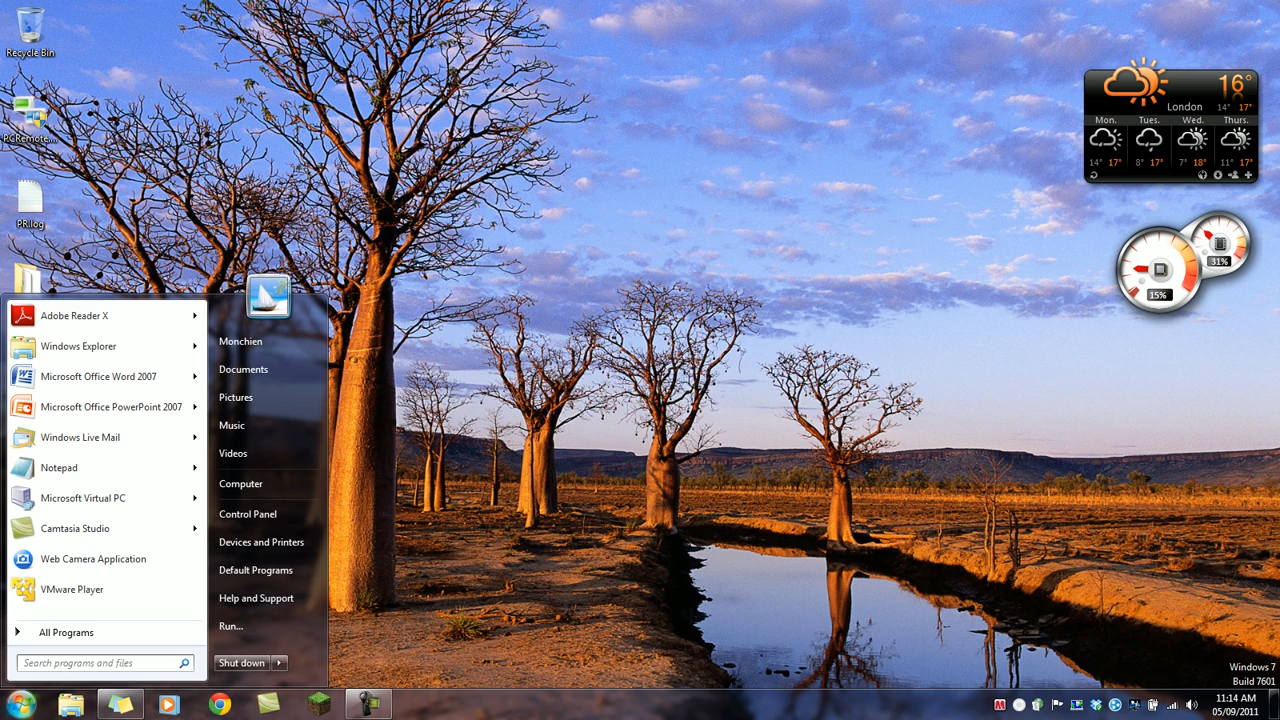 Recycle Bin
PCRemote...
PR.log
16°
London
14° 17°
Mon. Tues. Wed. Thurs.
14° 17° 8° 17° 7° 18° 11° 17°
31%
15%
Adobe Reader X
Windows Explorer
Microsoft Office Word 2007
Microsoft Office PowerPoint 2007
Windows Live Mail
Notepad
Microsoft Virtual PC
Camtasia Studio
Web Camera Application
VMware Player
All Programs
Search programs and files
Monchien
Documents
Pictures
Music
Videos
Computer
Control Panel
Devices and Printers
Default Programs
Help and Support
Run...
Shut down
Windows 7
Build 7601
11:14 AM
05/09/2011